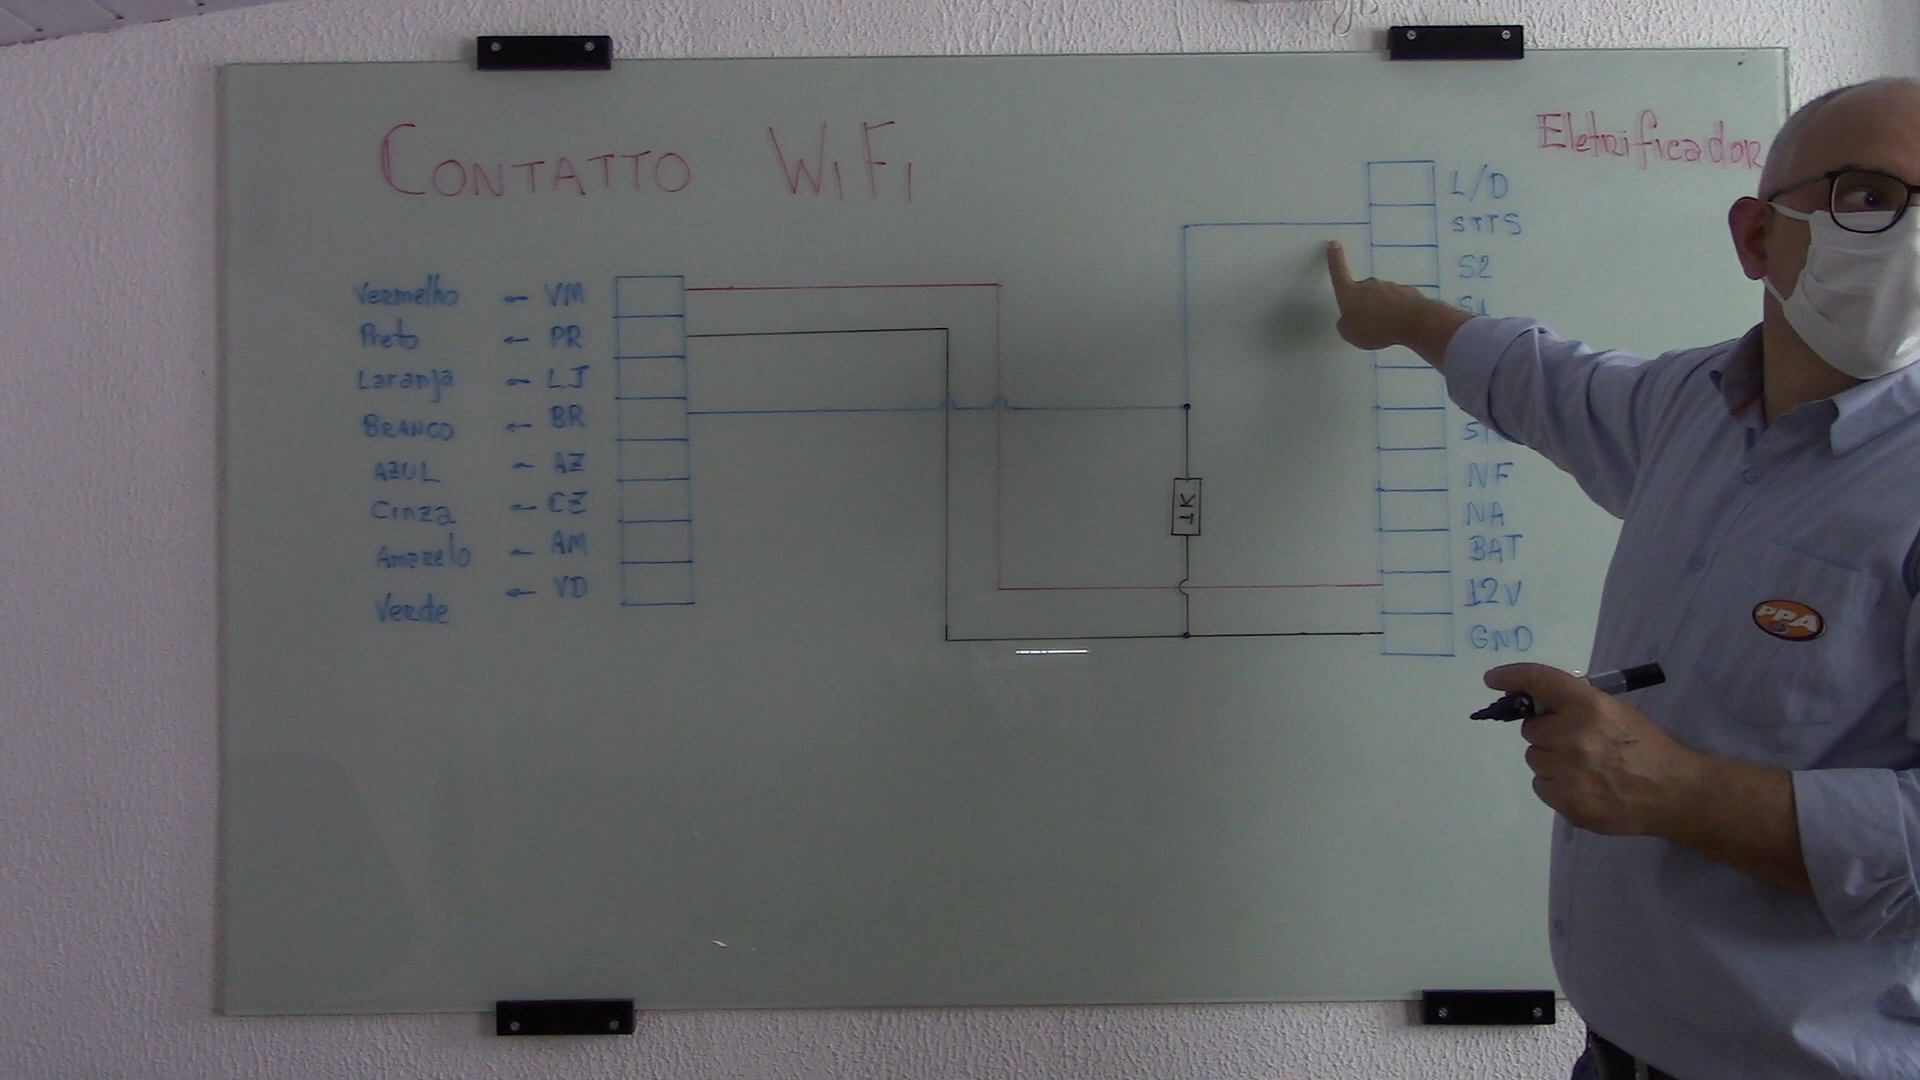 CONTATTO WiFi
Eletrificador
Vermelho ← VM
Preto ← PR
Laranja ← LJ
BRANCO ← BR
AZUL ← AZ
Cinza ← CZ
Amarelo ← AM
Verde ← VD
1K
L/D
STTS
S2
S1
NF
NA
BAT
12V
GND
PPA